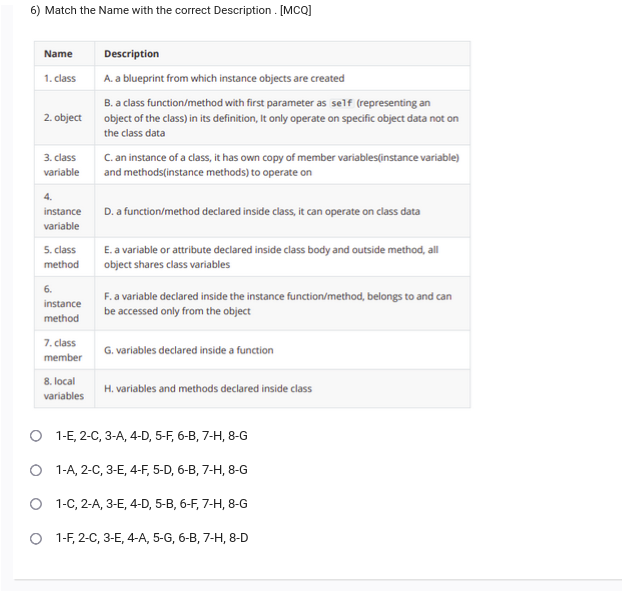 6) Match the Name with the correct Description . [MCQ]
Name Description
1. class A. a blueprint from which instance objects are created
2. object B. a class function/method with first parameter as self (representing an
object of the class) in its definition, It only operate on specific object data not on
the class data
3. class
variable
C. an instance of a class, it has own copy of member variables(instance variable)
and methods(instance methods) to operate on
4.
instance
variable
D. a function/method declared inside class, it can operate on class data
5. class
method
E. a variable or attribute declared inside class body and outside method, all
object shares class variables
6.
instance
method
F. a variable declared inside the instance function/method, belongs to and can
be accessed only from the object
7. class
member
G. variables declared inside a function
8. local
variables
H. variables and methods declared inside class
1-E, 2-C, 3-A, 4-D, 5-F, 6-B, 7-H, 8-G
1-A, 2-C, 3-E, 4-F, 5-D, 6-B, 7-H, 8-G
1-C, 2-A, 3-E, 4-D, 5-B, 6-F, 7-H, 8-G
1-F, 2-C, 3-E, 4-A, 5-G, 6-B, 7-H, 8-D